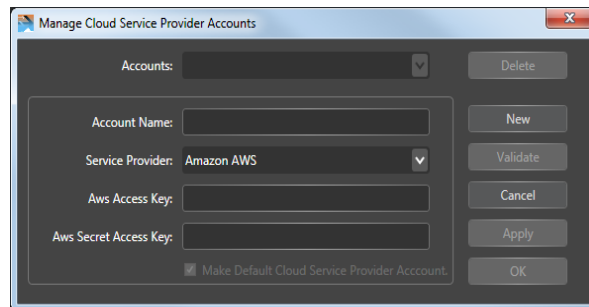 Manage Cloud Service Provider Accounts
Accounts:
Delete
Account Name:
New
Service Provider: Amazon AWS
Validate
Aws Access Key:
Cancel
Aws Secret Access Key:
Apply
Make Default Cloud Service Provider Acccount.
OK